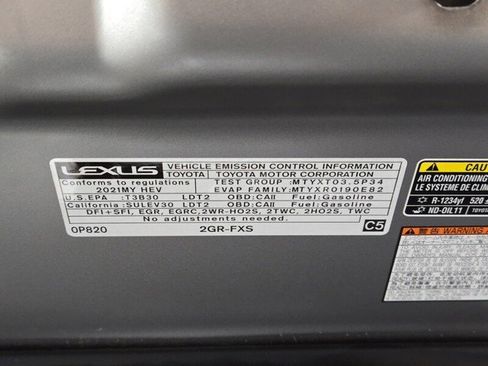 LEXUS VEHICLE EMISSION CONTROL INFORMATION
TOYOTA TOYOTA MOTOR CORPORATION
Conforms to regulations TEST GROUP :MTYXT03.5P34
2021MY HEV EVAP FAMILY:MTYXR0190E82
U.S.EPA :T3B30 LDT2 OBD:CAII Fuel:Gasoline
California:SULEV30 LDT2 OBD:CAII Fuel:Gasoline
DFI+SFI, EGR, EGRC, 2WR-HO2S, 2TWC, 2HO2S, TWC
No adjustments needed.
0P820 2GR-FXS C5
CAU
AIR CONDITIONING
LE SYSTEME DE CLIM
R-1234yf 520 ±
ND-OIL11 TOYOT
WARNING